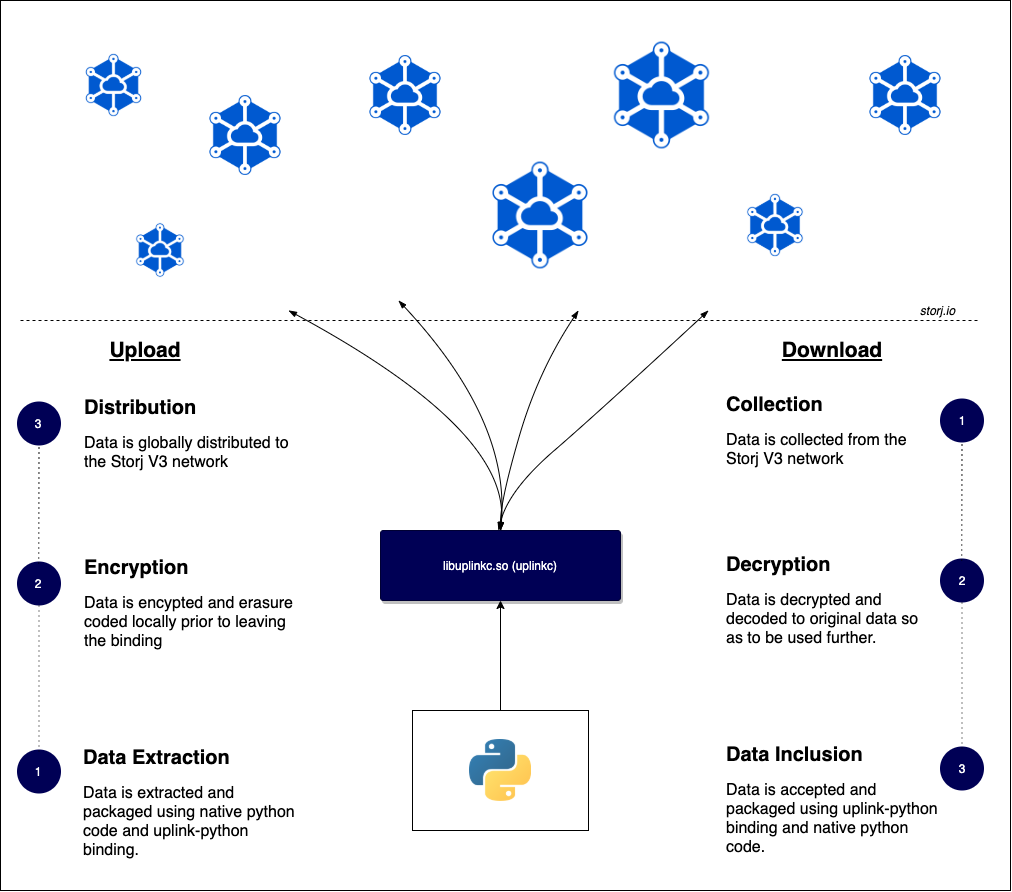 storj.io
Upload
3
Distribution
Data is globally distributed to
the Storj V3 network
2
Encryption
Data is encypted and erasure
coded locally prior to leaving
the binding
1
Data Extraction
Data is extracted and
packaged using native python
code and uplink-python
binding.
libuplinkc.so (uplinkc)
Download
Collection
1
Data is collected from the
Storj V3 network
Decryption
2
Data is decrypted and
decoded to original data so
as to be used further.
Data Inclusion
3
Data is accepted and
packaged using uplink-python
binding and native python
code.